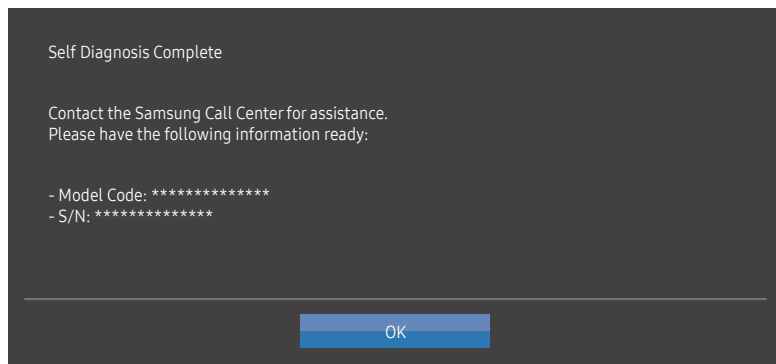 Self Diagnosis Complete
Contact the Samsung Call Center for assistance.
Please have the following information ready:
- Model Code: **************
- S/N: **************
OK